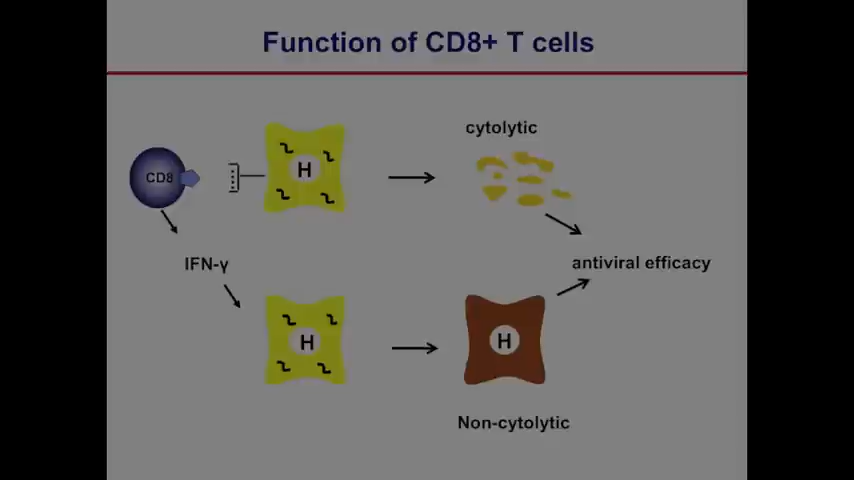 Function of CD8+ T cells
cytolytic
CD8
H
IFN-γ
antiviral efficacy
H
H
Non-cytolytic